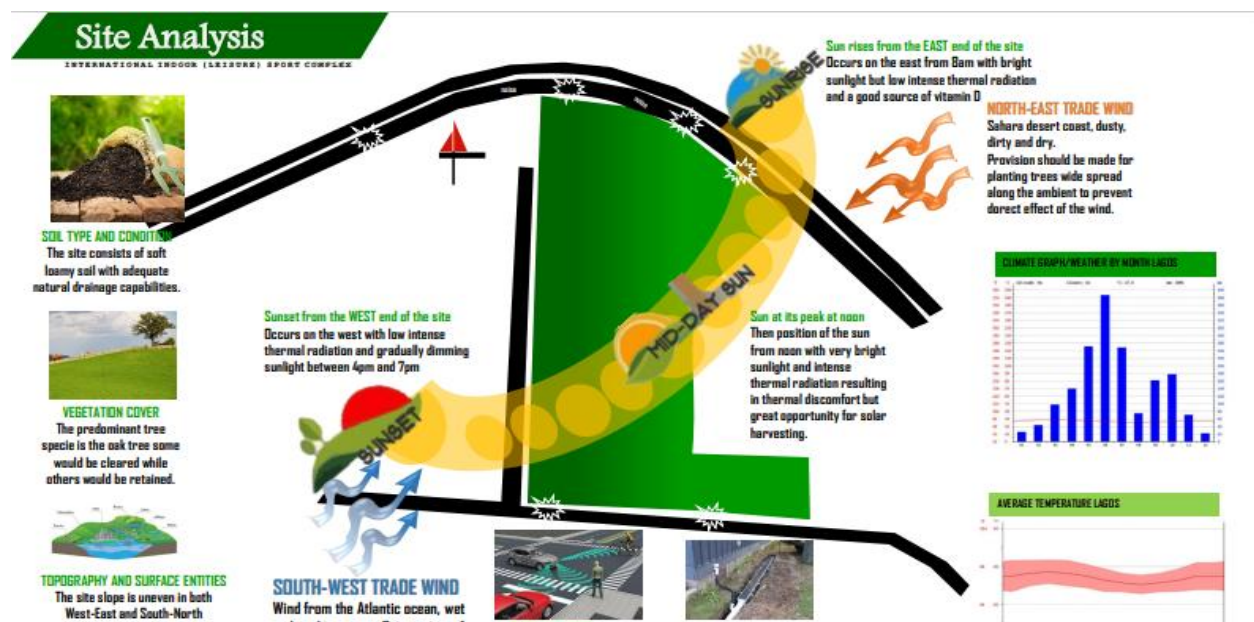 Site Analysis
INTERNATIONAL INDOOR (LEISURE) SPORT COMPLEX
SOIL TYPE AND CONDITION
The site consists of soft
loamy soil with adequate
natural drainage capabilities.
VEGETATION COVER
The predominant tree
specie is the oak tree some
would be cleared while
others would be retained.
TOPOGRAPHY AND SURFACE ENTITIES
The site slope is uneven in both
West-East and South-North
Sunset from the WEST end of the site
Occurs on the west with low intense
thermal radiation and gradually dimming
sunlight between 4pm and 7pm
SUNSET
SOUTH-WEST TRADE WIND
Wind from the Atlantic ocean, wet
MID-DAY SUN
SUNRISE
Sun rises from the EAST end of the site
Occurs on the east from 8am with bright
sunlight but low intense thermal radiation
and a good source of vitamin D
Sun at its peak at noon
Then position of the sun
from noon with very bright
sunlight and intense
thermal radiation resulting
in thermal discomfort but
great opportunity for solar
harvesting.
NORTH-EAST TRADE WIND
Sahara desert coast, dusty,
dirty and dry.
Provision should be made for
planting trees wide spread
along the ambient to prevent
dorect effect of the wind.
CLIMATE GRAPH/WEATHER BY MONTH LAGOS
AVERAGE TEMPERATURE LAGOS